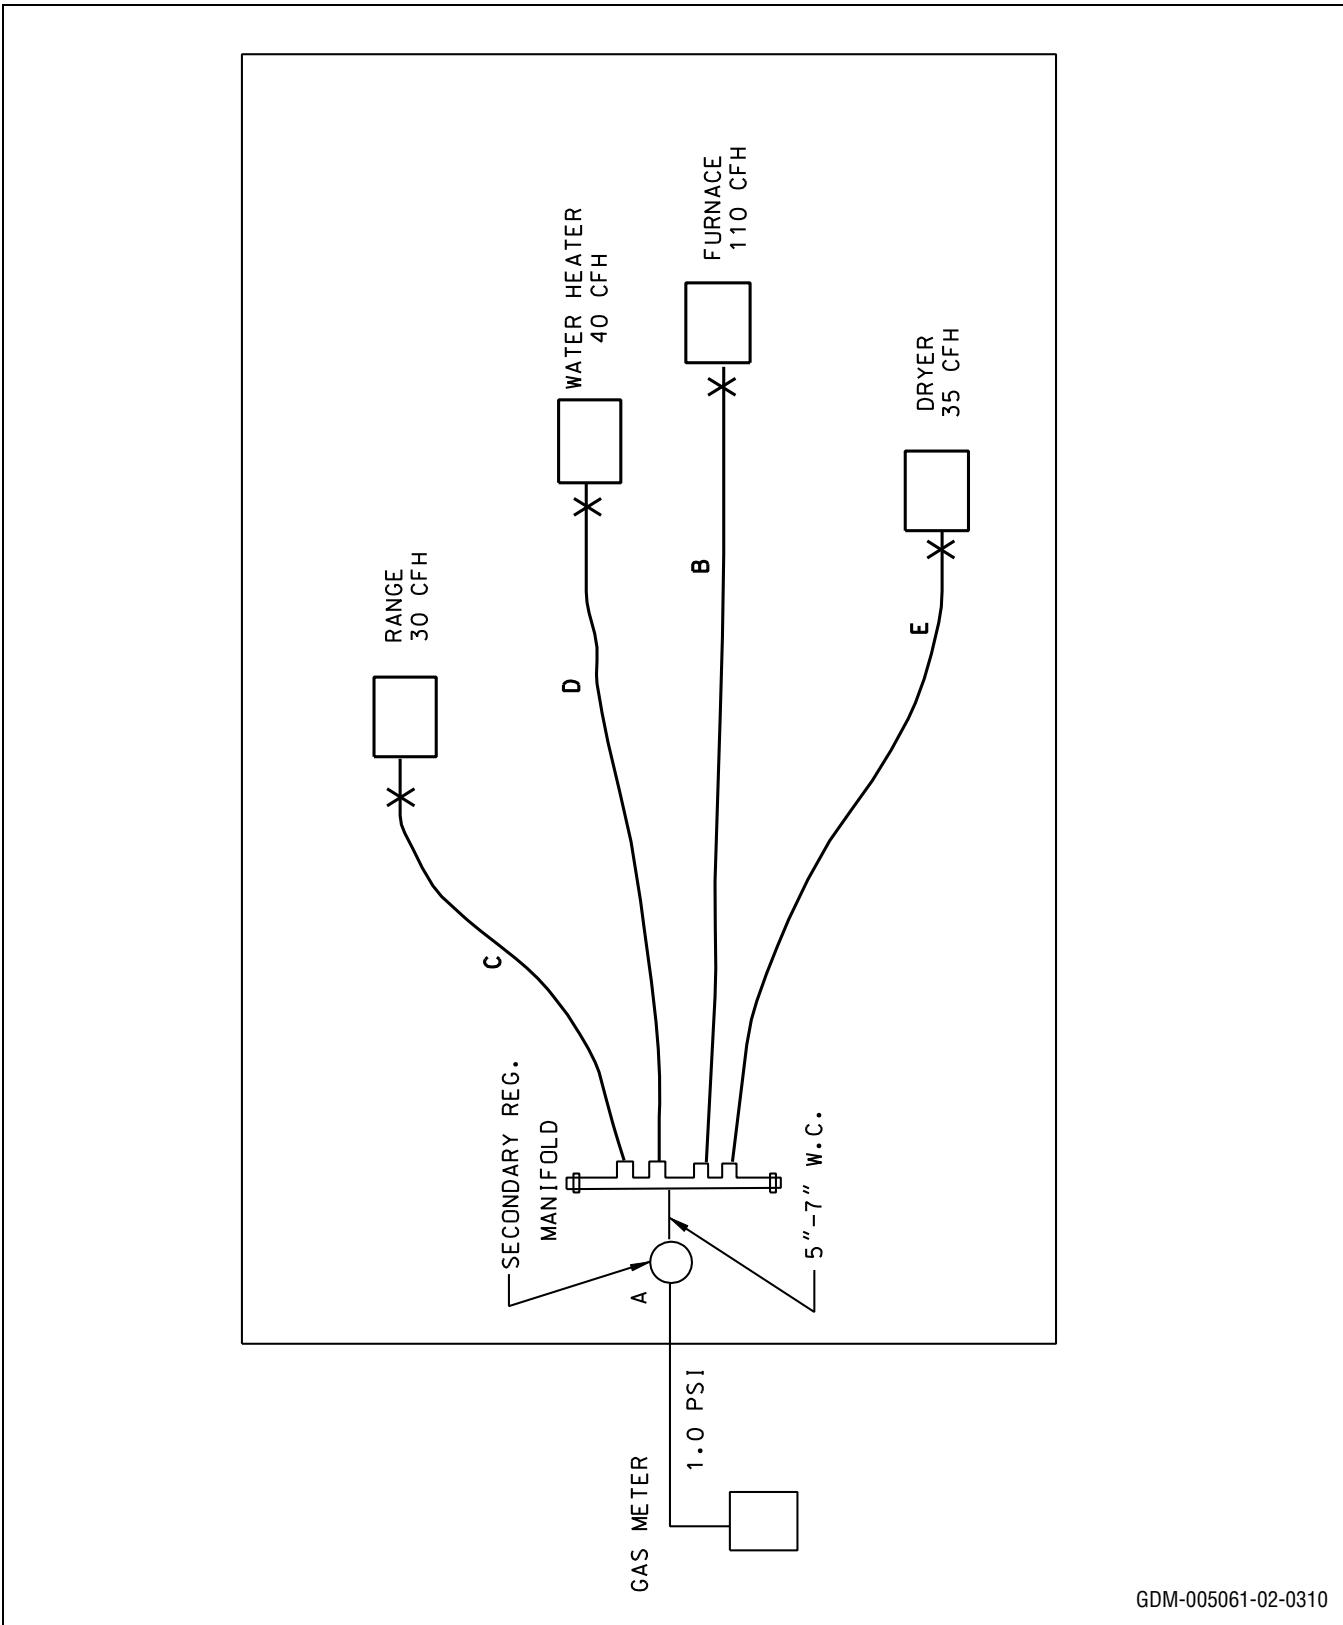 RANGE
30 CFH
WATER HEATER
40 CFH
FURNACE
110 CFH
DRYER
35 CFH
C
D
B
E
SECONDARY REG.
MANIFOLD
A
5"-7" W.C.
GAS METER
1.0 PSI
GDM-005061-02-0310